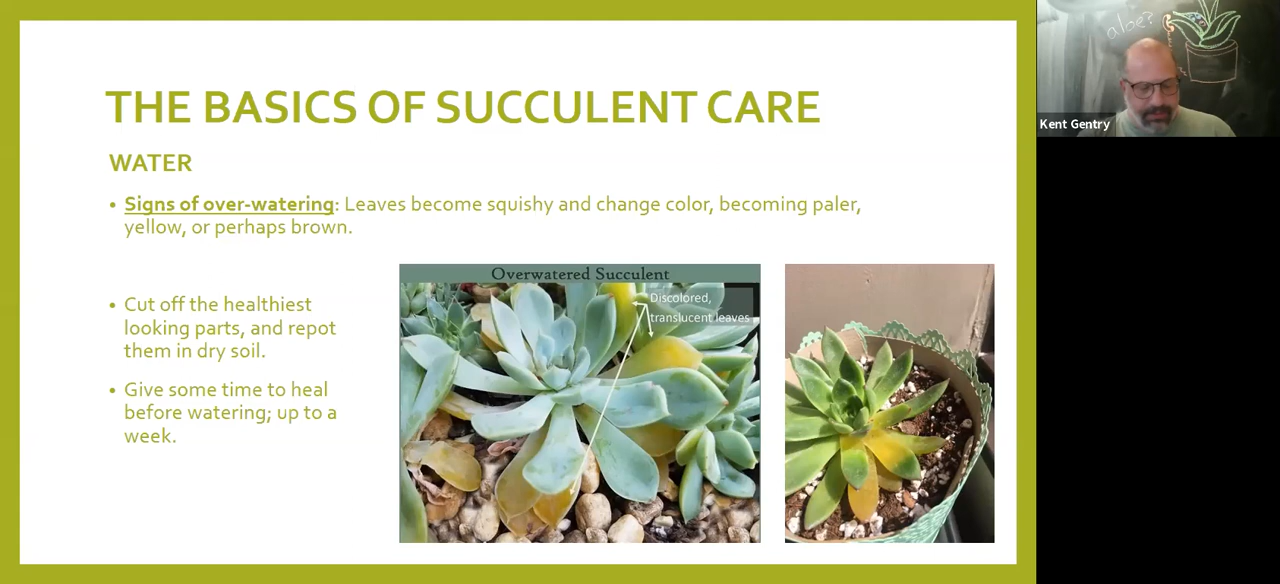 THE BASICS OF SUCCULENT CARE
WATER
• Signs of over-watering: Leaves become squishy and change color, becoming paler,
yellow, or perhaps brown.
• Cut off the healthiest
looking parts, and repot
them in dry soil.
• Give some time to heal
before watering; up to a
week.
Overwatered Succulent
Discolored,
translucent leaves
aloe?
Kent Gentry